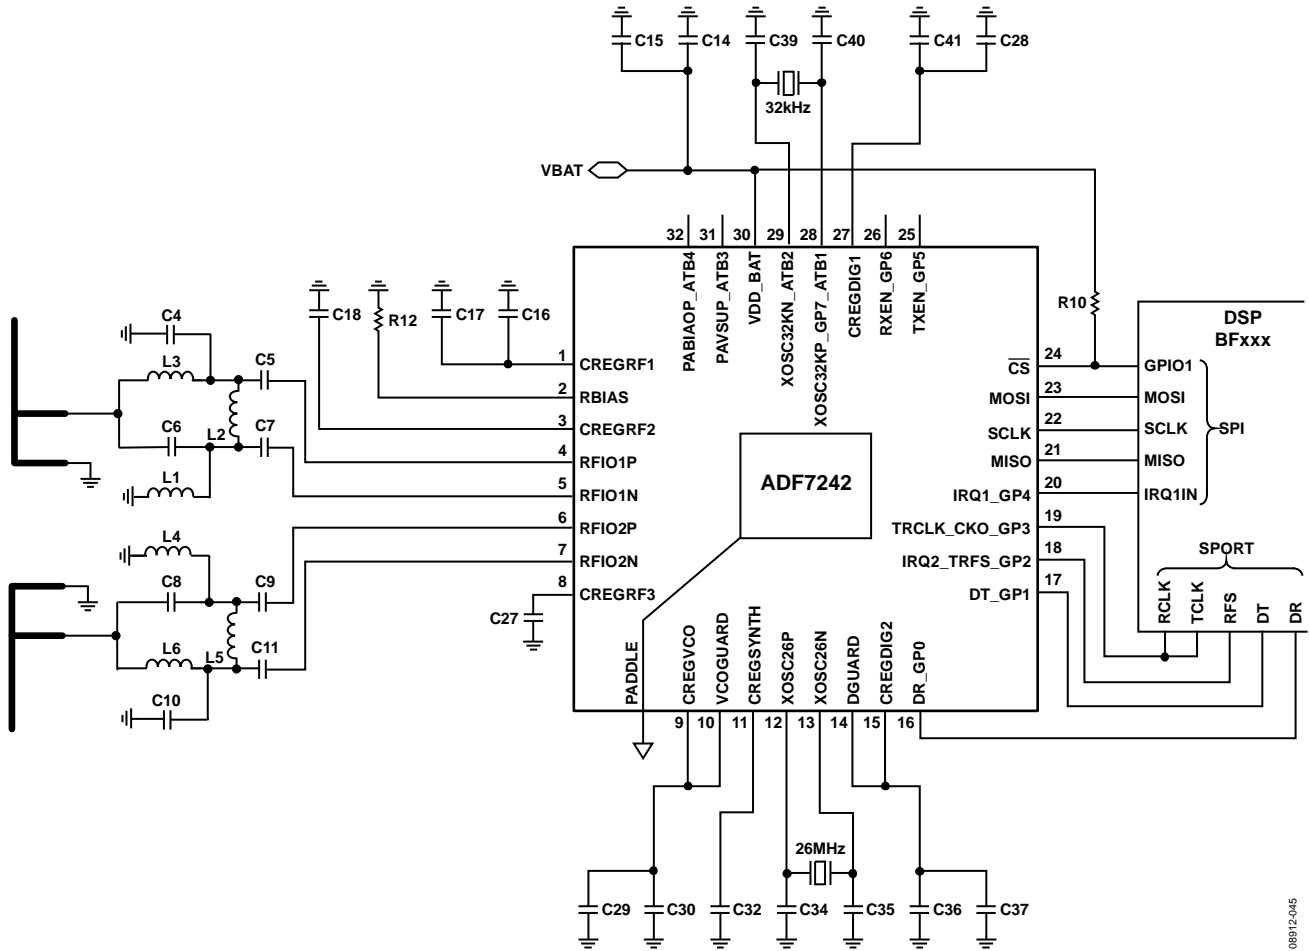 C15
C14
C39
C40
C41
C28
32kHz
VBAT
32
31
30
29
28
27
26
25
PABIAOP_ATB4
PAVSUP_ATB3
VDD_BAT
XOSC32KN_ATB2
XOSC32KP_GP7_ATB1
CREGDIG1
RXEN_GP6
TXEN_GP5
C18
R12
C17
C16
R10
DSP
BFxxx
C4
L3
C5
C6
L2
C7
L1
L4
C8
C9
L6
L5
C11
C10
C27
1
CREGRF1
2
RBIAS
3
CREGRF2
4
RFIO1P
5
RFIO1N
6
RFIO2P
7
RFIO2N
8
CREGRF3
ADF7242
24
CS
GPIO1
23
MOSI
MOSI
22
SCLK
SCLK
SPI
21
MISO
MISO
20
IRQ1_GP4
IRQ1IN
19
TRCLK_CKO_GP3
18
IRQ2_TRFS_GP2
17
DT_GP1
SPORT
RCLK
TCLK
RFS
DT
DR
PADDLE
CREGVCO
VCOGUARD
CREGSYNTH
XOSC26P
XOSC26N
DGUARD
CREGDIG2
DR_GP0
9
10
11
12
13
14
15
16
26MHz
C29
C30
C32
C34
C35
C36
C37
08912-045